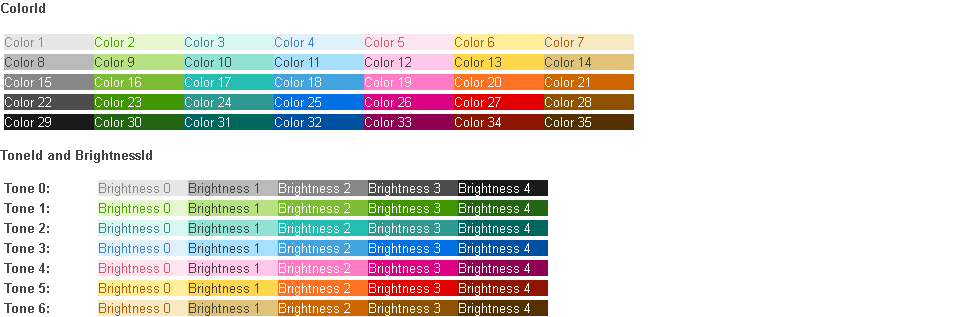 ColorId
Color 1 Color 2 Color 3 Color 4 Color 5 Color 6 Color 7
Color 8 Color 9 Color 10 Color 11 Color 12 Color 13 Color 14
Color 15 Color 16 Color 17 Color 18 Color 19 Color 20 Color 21
Color 22 Color 23 Color 24 Color 25 Color 26 Color 27 Color 28
Color 29 Color 30 Color 31 Color 32 Color 33 Color 34 Color 35
ToneId and BrightnessId
Tone 0: Brightness 0 Brightness 1 Brightness 2 Brightness 3 Brightness 4
Tone 1: Brightness 0 Brightness 1 Brightness 2 Brightness 3 Brightness 4
Tone 2: Brightness 0 Brightness 1 Brightness 2 Brightness 3 Brightness 4
Tone 3: Brightness 0 Brightness 1 Brightness 2 Brightness 3 Brightness 4
Tone 4: Brightness 0 Brightness 1 Brightness 2 Brightness 3 Brightness 4
Tone 5: Brightness 0 Brightness 1 Brightness 2 Brightness 3 Brightness 4
Tone 6: Brightness 0 Brightness 1 Brightness 2 Brightness 3 Brightness 4